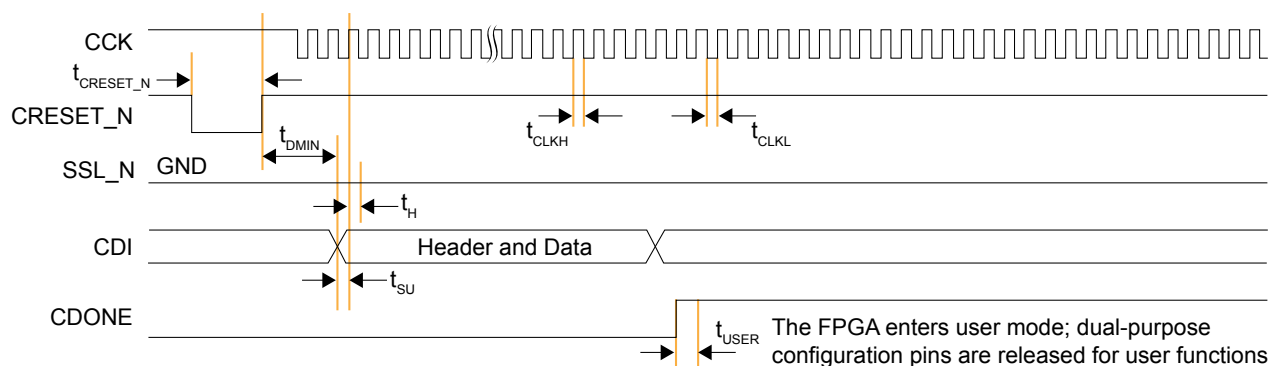 CCK
tCRESET_N
CRESET_N
tDMIN
tCLKH
tCLKL
SSL_N
GND
tH
CDI
Header and Data
tSU
CDONE
tUSER
The FPGA enters user mode; dual-purpose
configuration pins are released for user functions